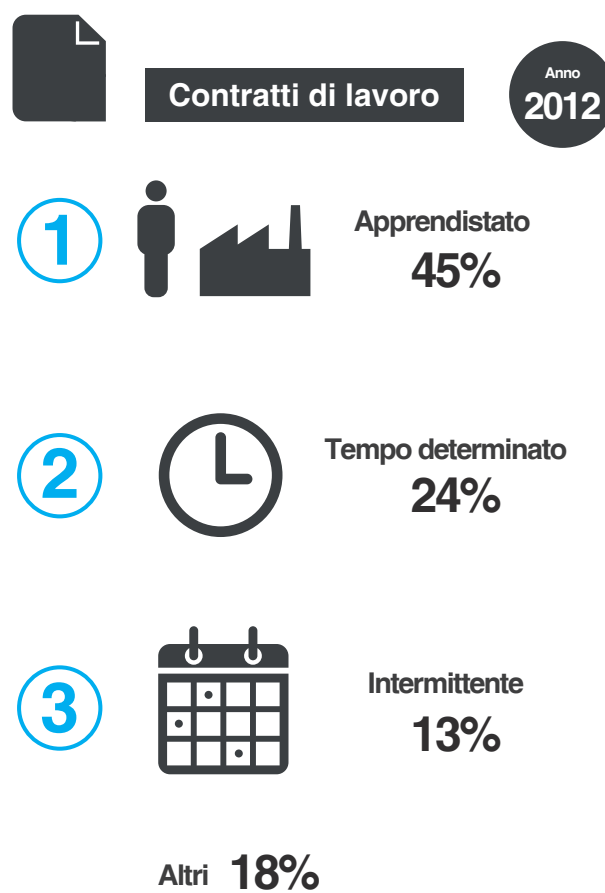 Contratti di lavoro
Anno
2012
1
Apprendistato
45%
2
Tempo determinato
24%
3
Intermittente
13%
Altri 18%